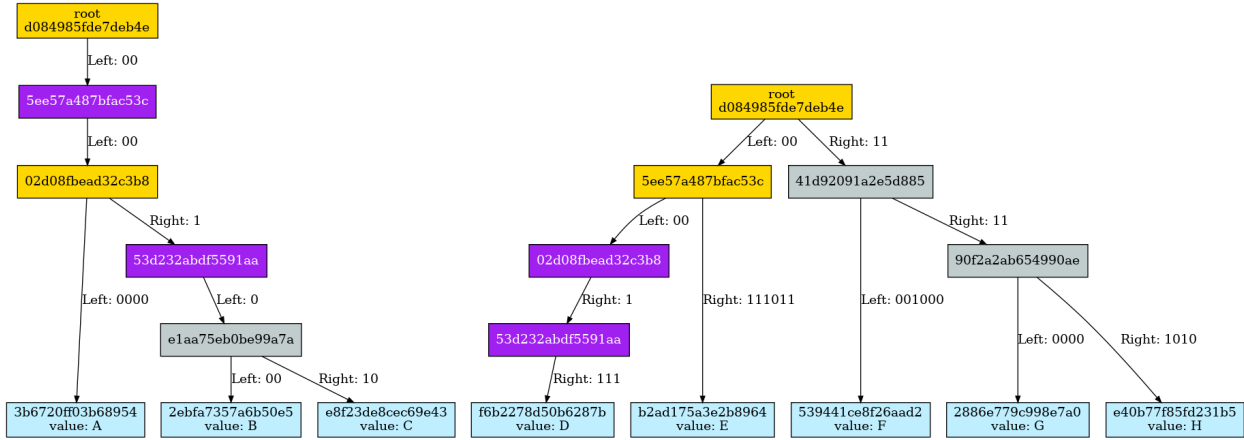 root
d084985fde7deb4e
Left: 00
5ee57a487bfac53c
Left: 00
02d08fbead32c3b8
Right: 1
53d232abdf5591aa
Left: 0000
Left: 0
e1aa75eb0be99a7a
Left: 00
Right: 10
3b6720ff03b68954
value: A
2ebfa7357a6b50e5
value: B
e8f23de8cec69e43
value: C
root
d084985fde7deb4e
Left: 00
Right: 11
5ee57a487bfac53c
41d92091a2e5d885
Left: 00
Right: 11
02d08fbead32c3b8
90f2a2ab654990ae
Right: 1
Right: 111011
Left: 001000
53d232abdf5591aa
Left: 0000
Right: 1010
Right: 111
f6b2278d50b6287b
value: D
b2ad175a3e2b8964
value: E
539441ce8f26aad2
value: F
2886e779c998e7a0
value: G
e40b77f85fd231b5
value: H